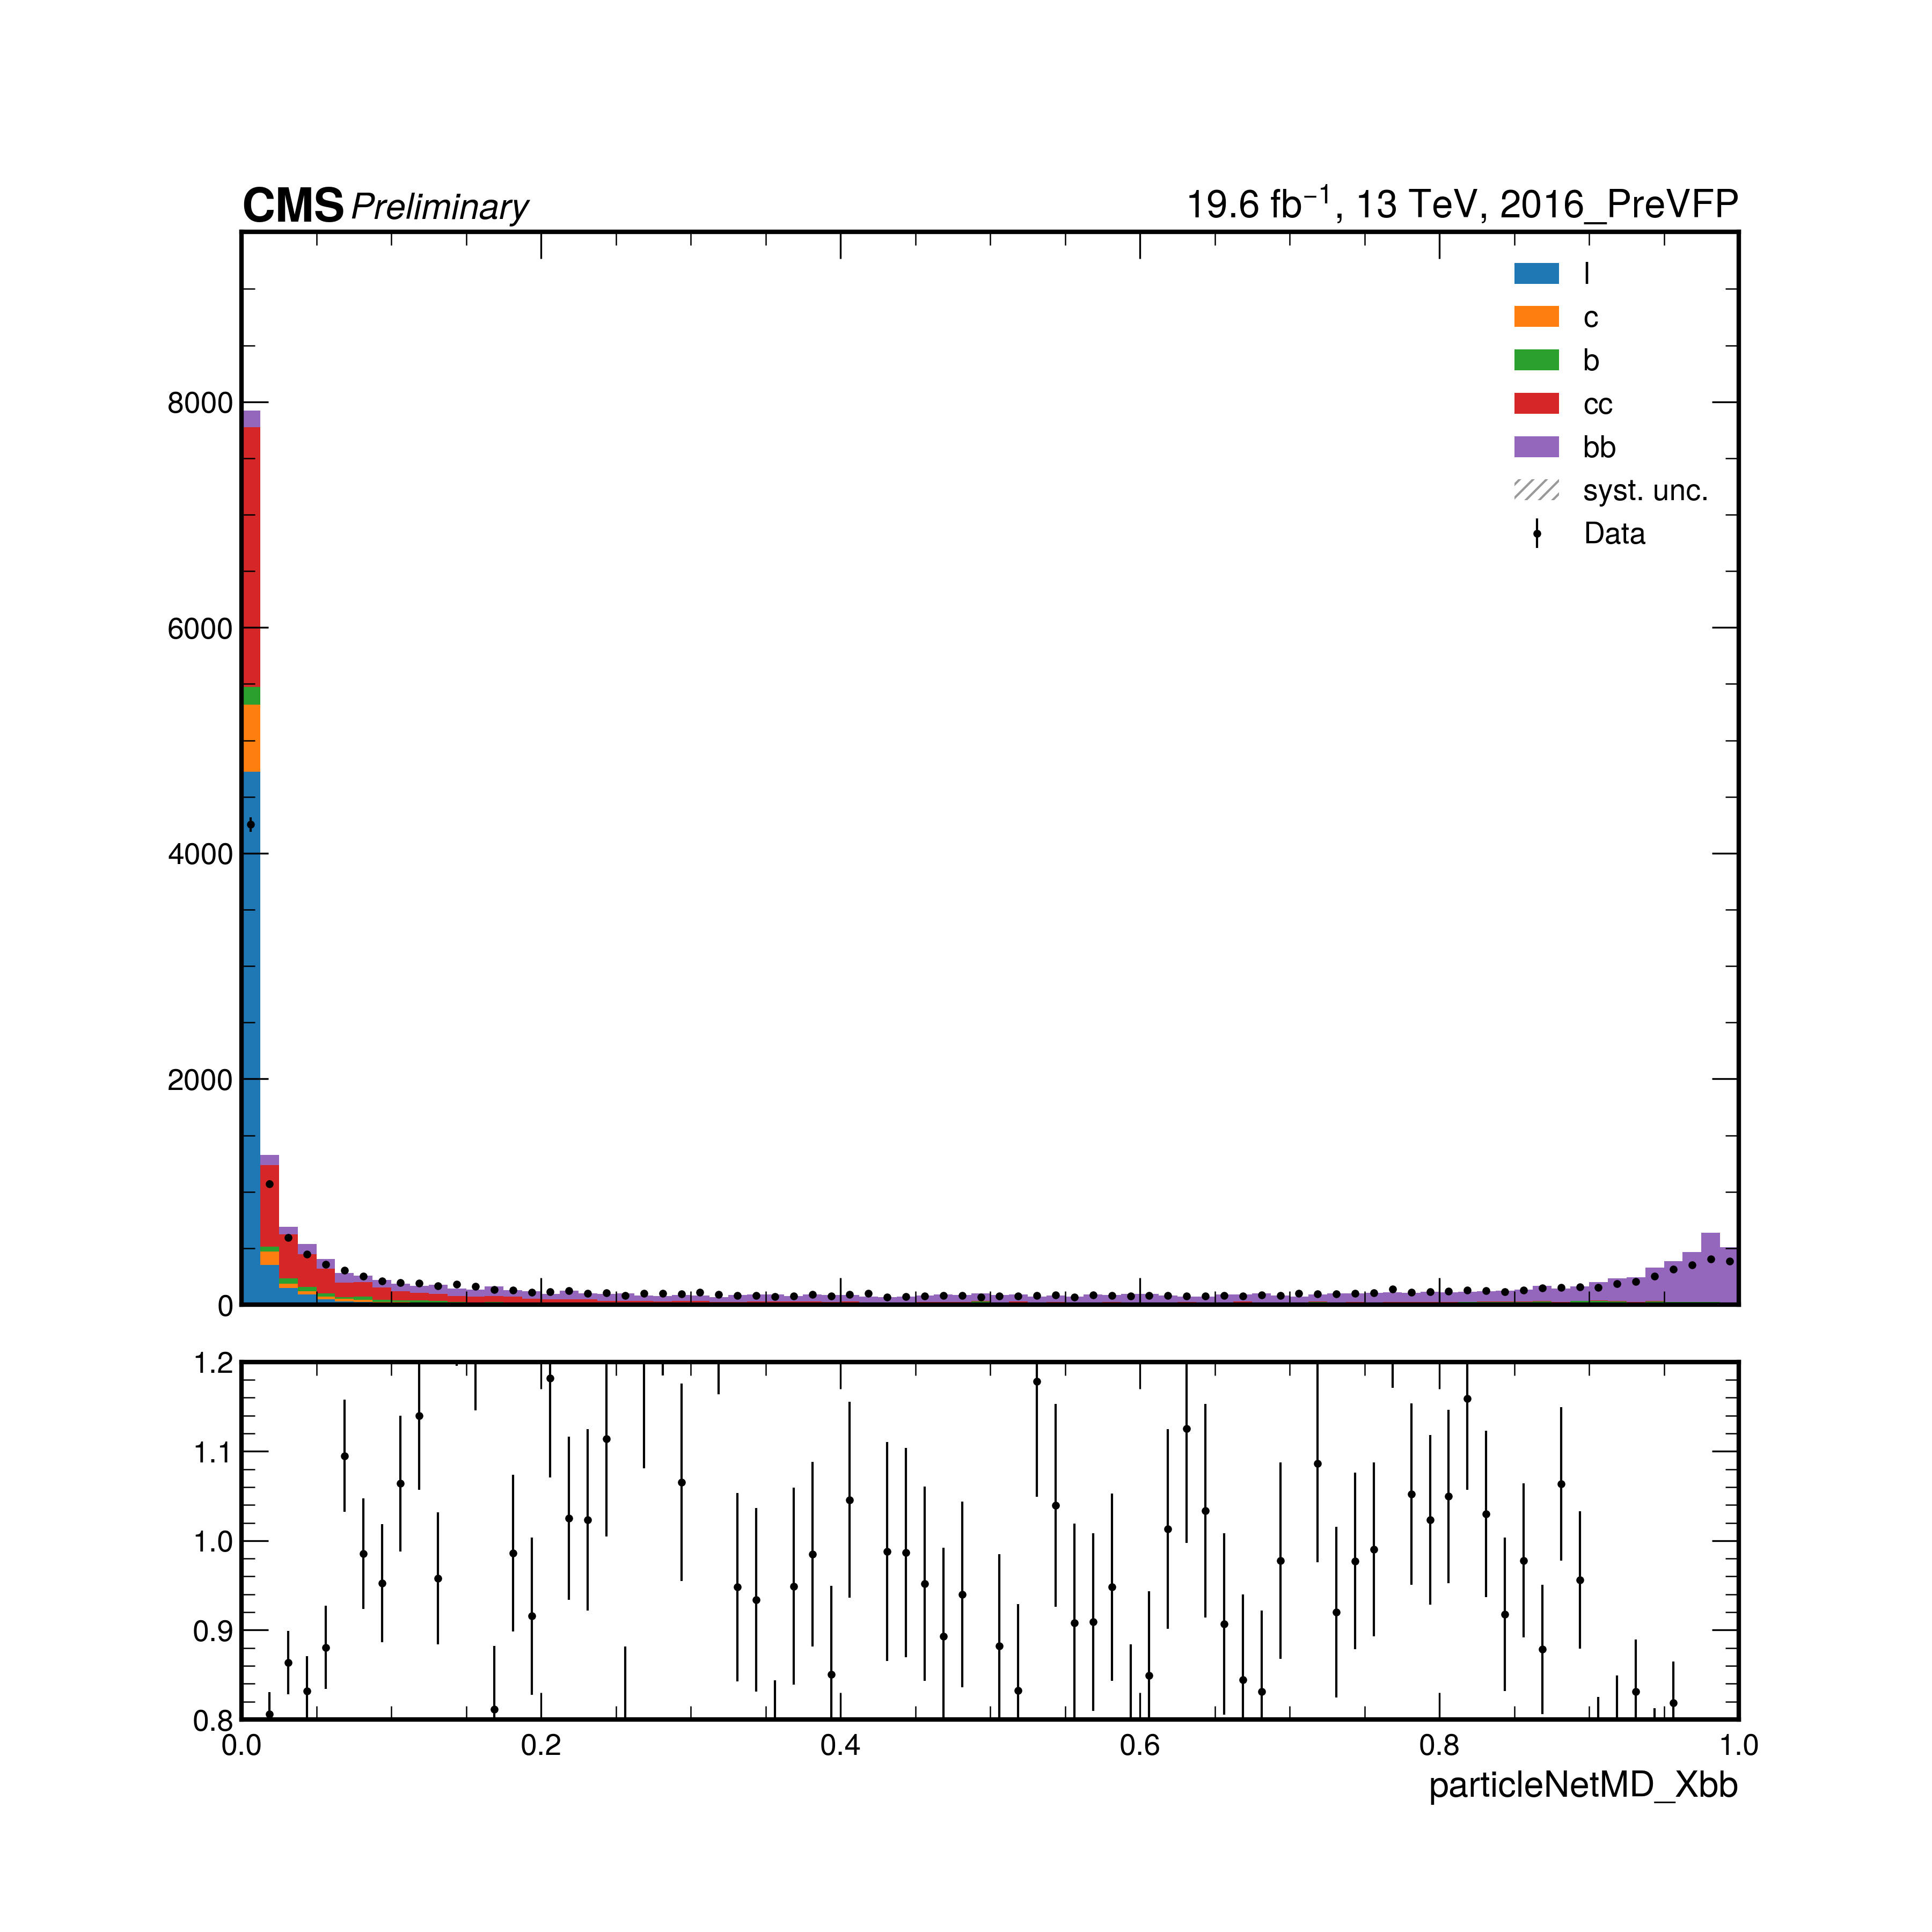 CMS Preliminary 19.6 fb⁻¹, 13 TeV, 2016_PreVFP
l
c
b
cc
bb
syst. unc.
Data
8000
6000
4000
2000
0
1.2
1.1
1.0
0.9
0.8
0.0 0.2 0.4 0.6 0.8 1.0
particleNetMD_Xbb